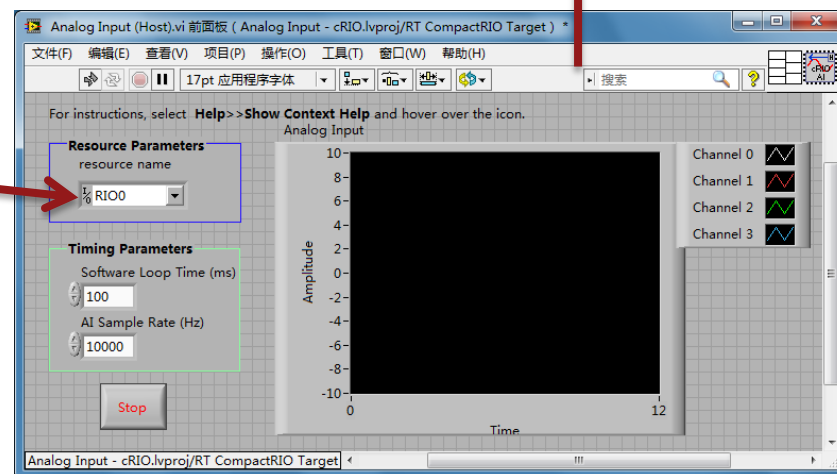 Analog Input (Host).vi 前面板 ( Analog Input - cRIO.lvproj/RT CompactRIO Target ) *
文件(F) 编辑(E) 查看(V) 项目(P) 操作(O) 工具(T) 窗口(W) 帮助(H)
17pt 应用程序字体
搜索
cRIO
AI
For instructions, select Help>>Show Context Help and hover over the icon.
Resource Parameters
resource name
RIO0
Timing Parameters
Software Loop Time (ms)
100
AI Sample Rate (Hz)
10000
Stop
Analog Input
Amplitude
10
8
6
4
2
0
-2
-4
-6
-8
-10
0 12
Time
Channel 0
Channel 1
Channel 2
Channel 3
Analog Input - cRIO.lvproj/RT CompactRIO Target